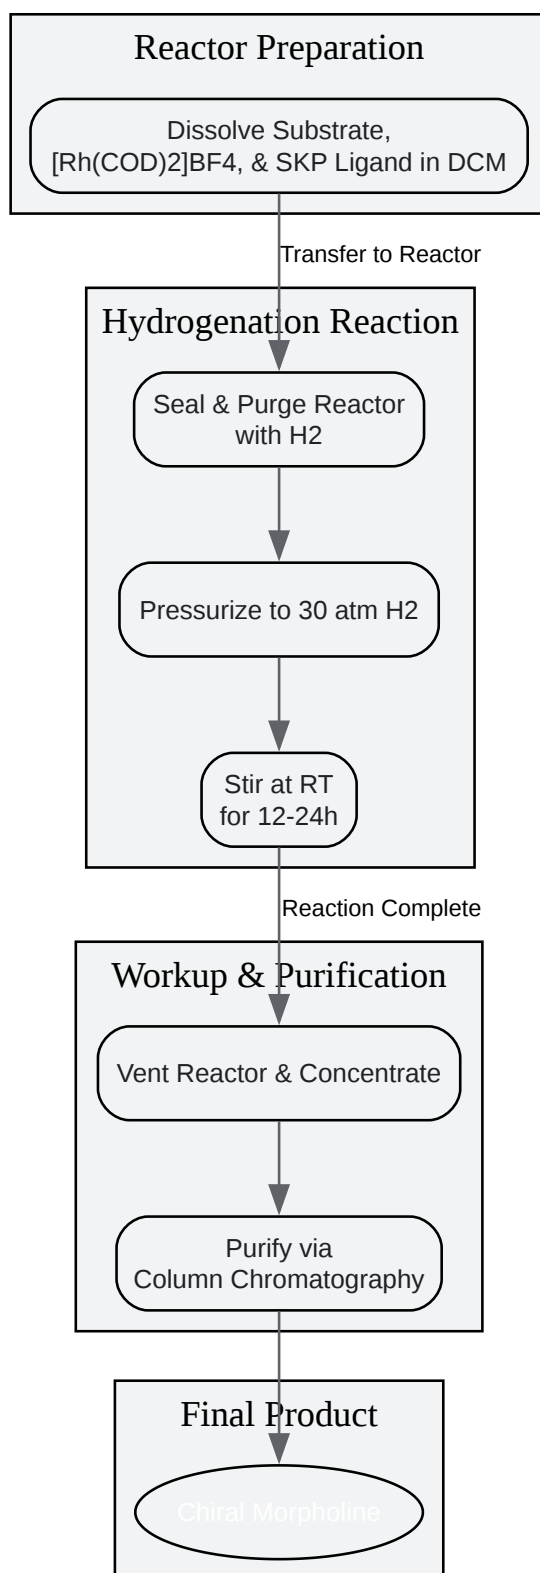 Reactor Preparation
Dissolve Substrate,
[Rh(COD)2]BF4, & SKP Ligand in DCM
Transfer to Reactor
Hydrogenation Reaction
Seal & Purge Reactor
with H2
Pressurize to 30 atm H2
Stir at RT
for 12-24h
Reaction Complete
Workup & Purification
Vent Reactor & Concentrate
Purify via
Column Chromatography
Final Product
Chiral Morpholine